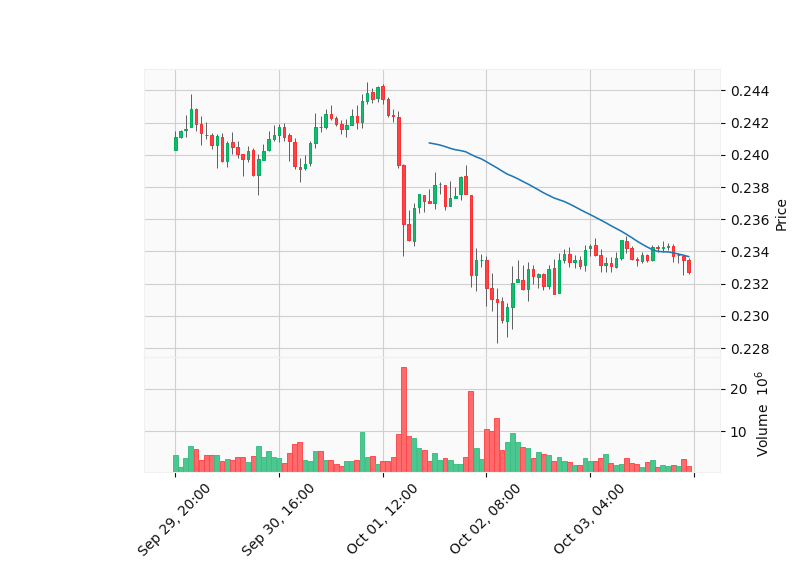 0.244
0.242
0.240
0.238
0.236
0.234
0.232
0.230
0.228
Price
20
10
Volume 10^6
Sep 29, 20:00
Sep 30, 16:00
Oct 01, 12:00
Oct 02, 08:00
Oct 03, 04:00